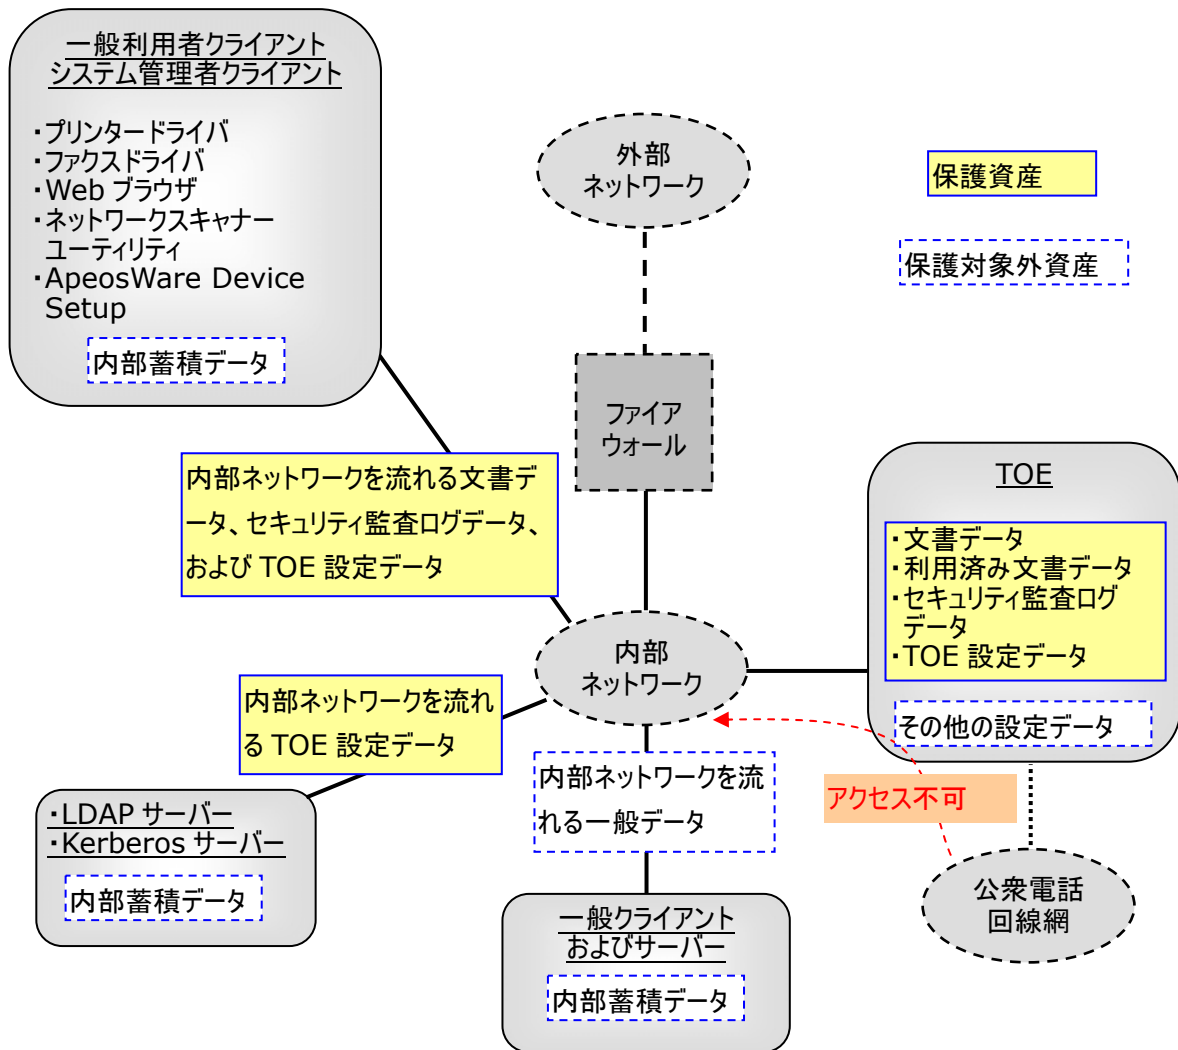 一般利用者クライアント
システム管理者クライアント
・プリンタードライバ
・ファクスドライバ
・Web ブラウザ
・ネットワークスキャナー
ユーティリティ
・ApeosWare Device
Setup
内部蓄積データ
外部
ネットワーク
保護資産
保護対象外資産
ファイア
ウォール
内部ネットワークを流れる文書デ
ータ、セキュリティ監査ログデータ、
および TOE 設定データ
TOE
・文書データ
・利用済み文書データ
・セキュリティ監査ログ
データ
・TOE 設定データ
その他の設定データ
内部
ネットワーク
内部ネットワークを流れ
る TOE 設定データ
内部ネットワークを流
れる一般データ
アクセス不可
・LDAP サーバー
・Kerberos サーバー
内部蓄積データ
公衆電話
回線網
一般クライアント
およびサーバー
内部蓄積データ